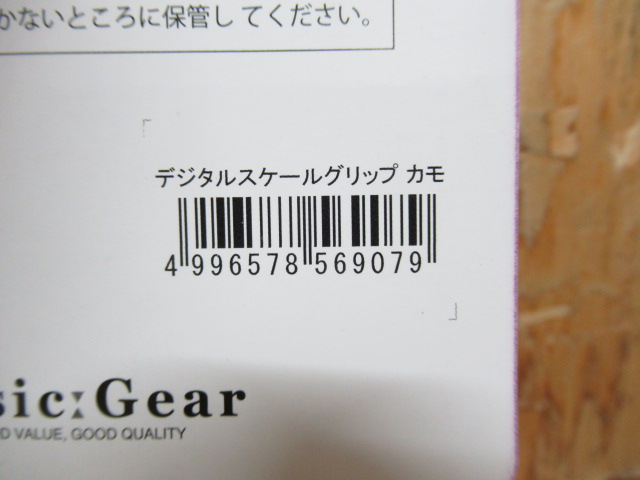 かないところに保管してください。
デジタルスケールグリップ カモ
4 996578 569079
sic:Gear
D VALUE, GOOD QUALITY